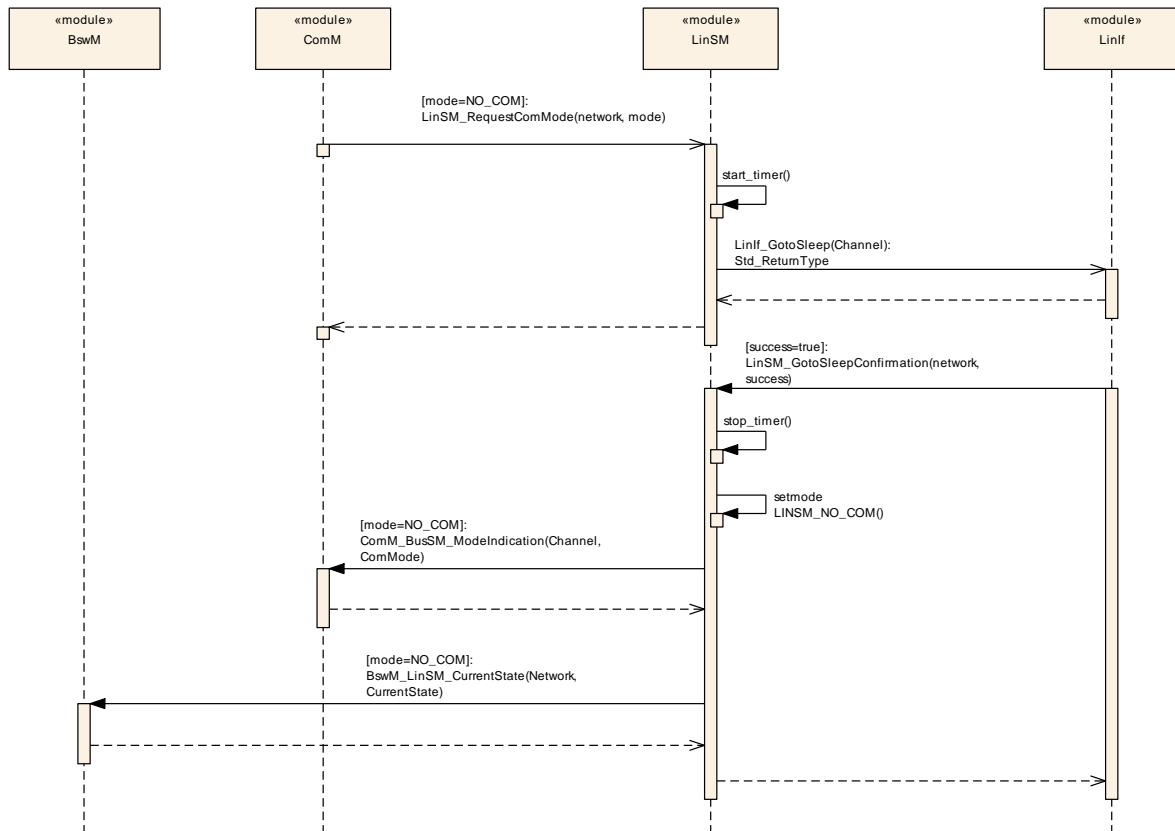 «module»
BswM
«module»
ComM
«module»
LinSM
«module»
LinIf
[mode=NO_COM]:
LinSM_RequestComMode(network, mode)
start_timer()
LinIf_GotoSleep(Channel):
Std_ReturnType
[success=true]:
LinSM_GotoSleepConfirmation(network,
success)
stop_timer()
setmode
LINSM_NO_COM()
[mode=NO_COM]:
ComM_BusSM_ModeIndication(Channel,
ComMode)
[mode=NO_COM]:
BswM_LinSM_CurrentState(Network,
CurrentState)